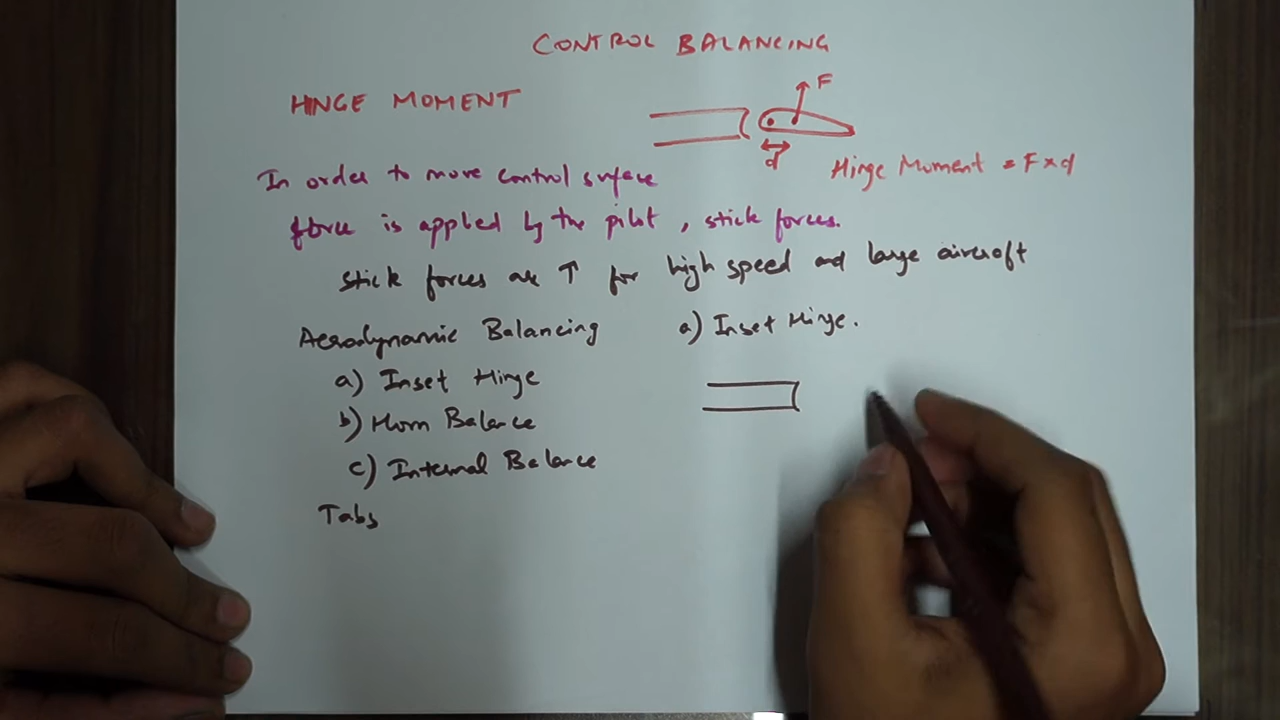 CONTROL BALANCING
HINGE MOMENT
F
d
Hinge Moment = F x d
In order to move control surface
force is applied by the pilot, stick forces.
Stick forces are ↑ for high speed and large aircraft
Aerodynamic Balancing
a) Inset Hinge
b) Horn Balance
c) Internal Balance
Tabs
a) Inset Hinge.